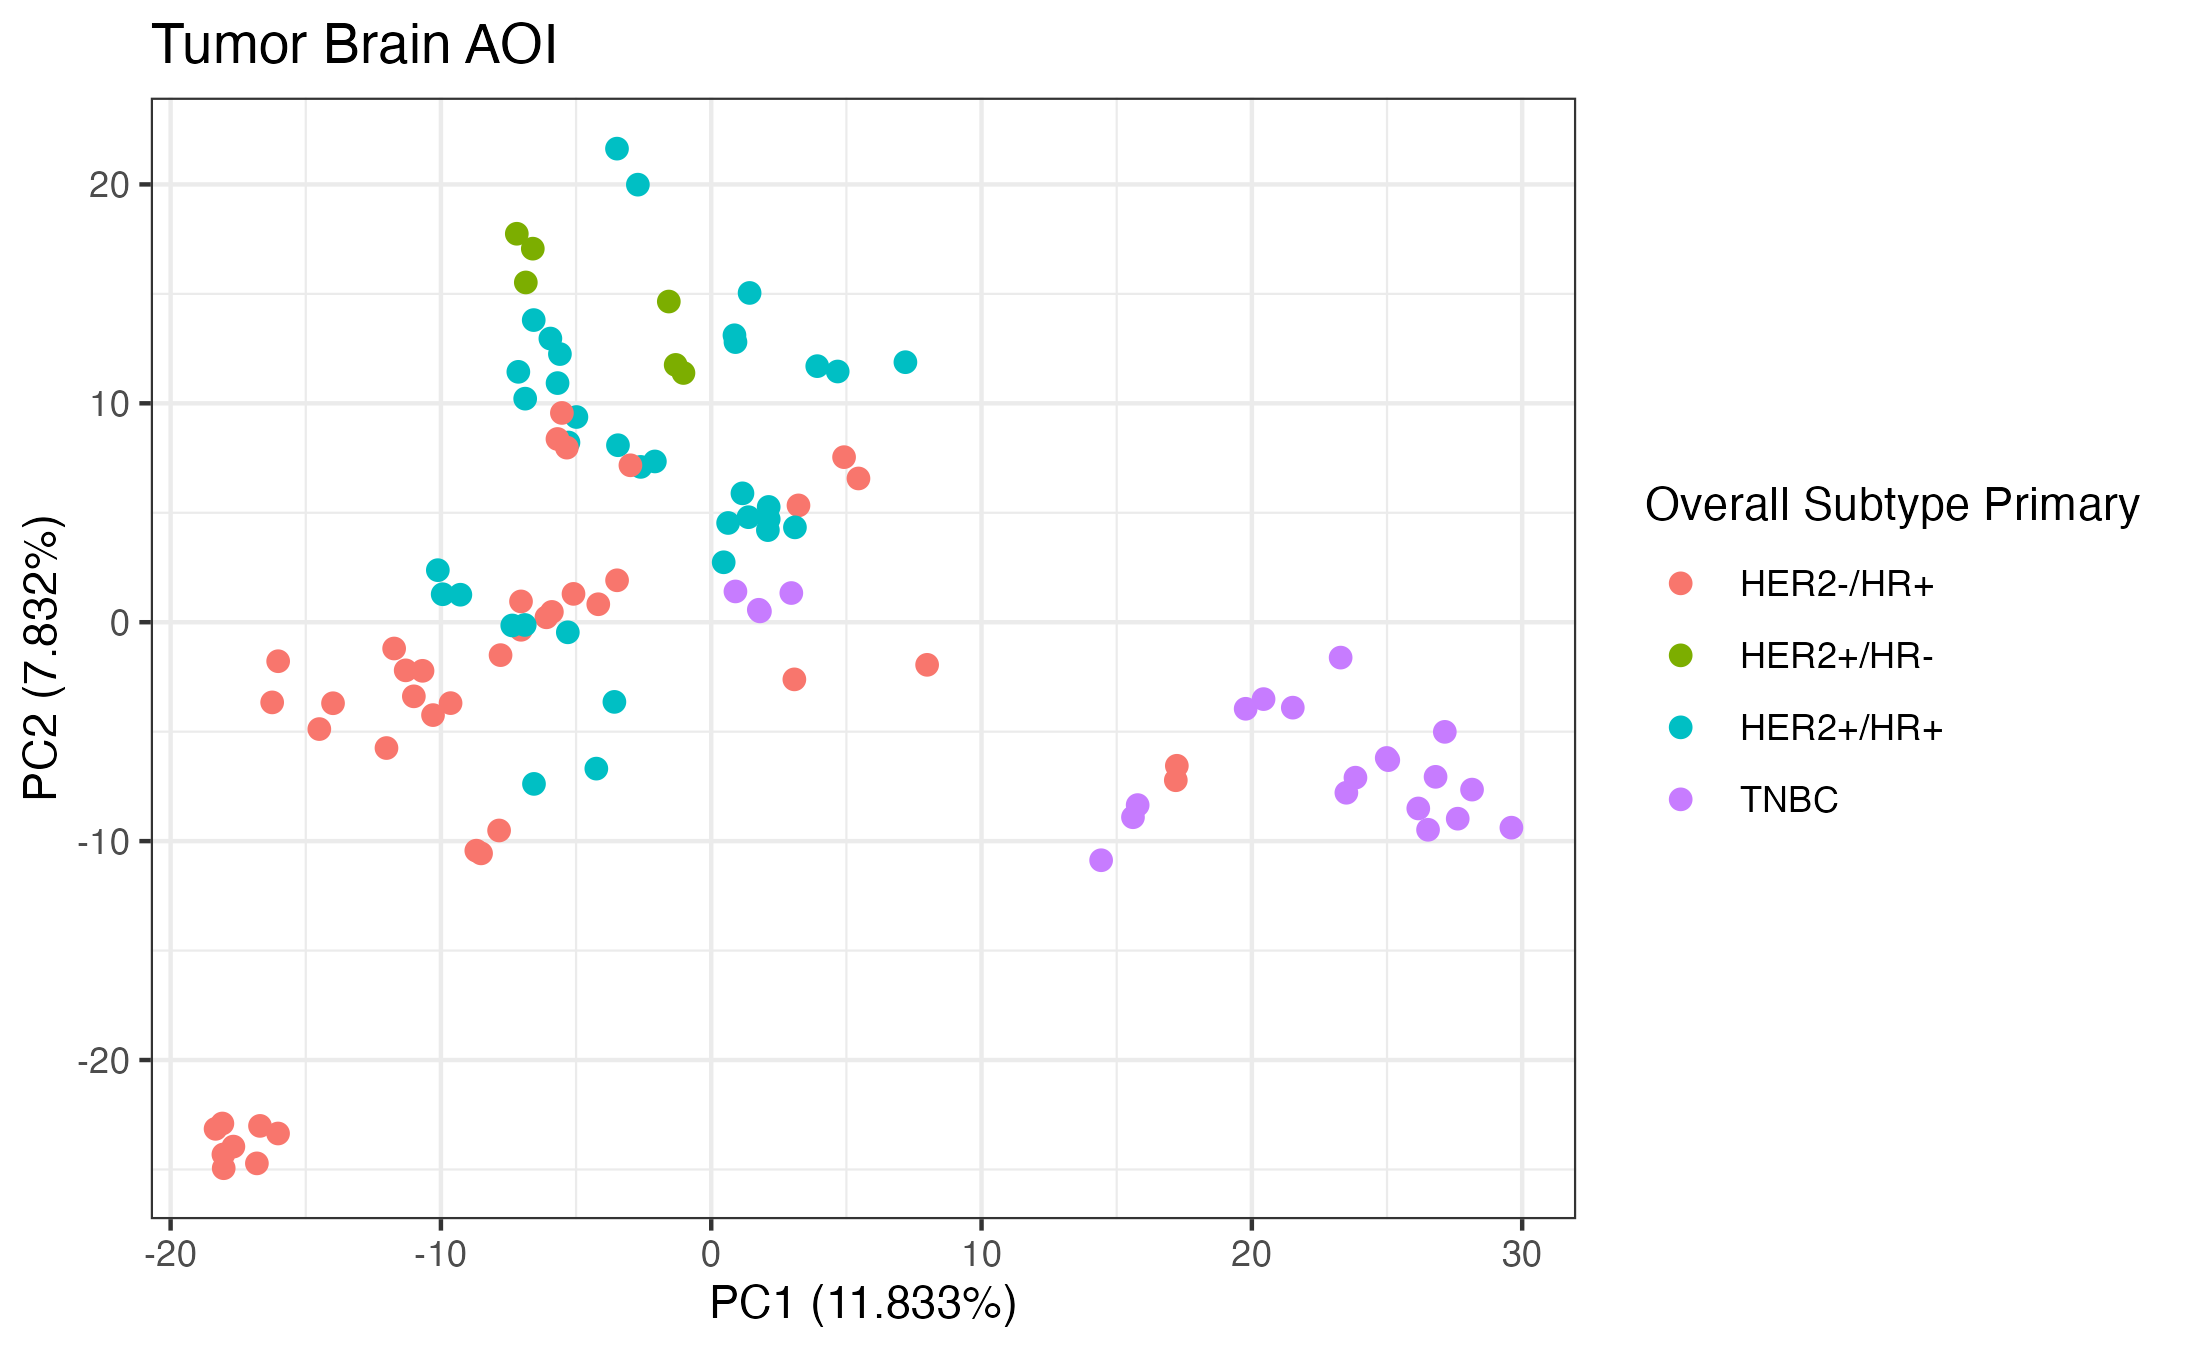 Tumor Brain AOI
20
10
0
-10
-20
PC2 (7.832%)
-20
-10
0
10
20
30
PC1 (11.833%)
Overall Subtype Primary
HER2-/HR+
HER2+/HR-
HER2+/HR+
TNBC